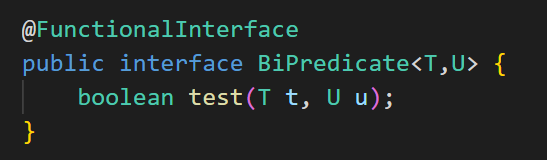 @FunctionalInterface
public interface BiPredicate<T,U> {
    boolean test(T t, U u);
}